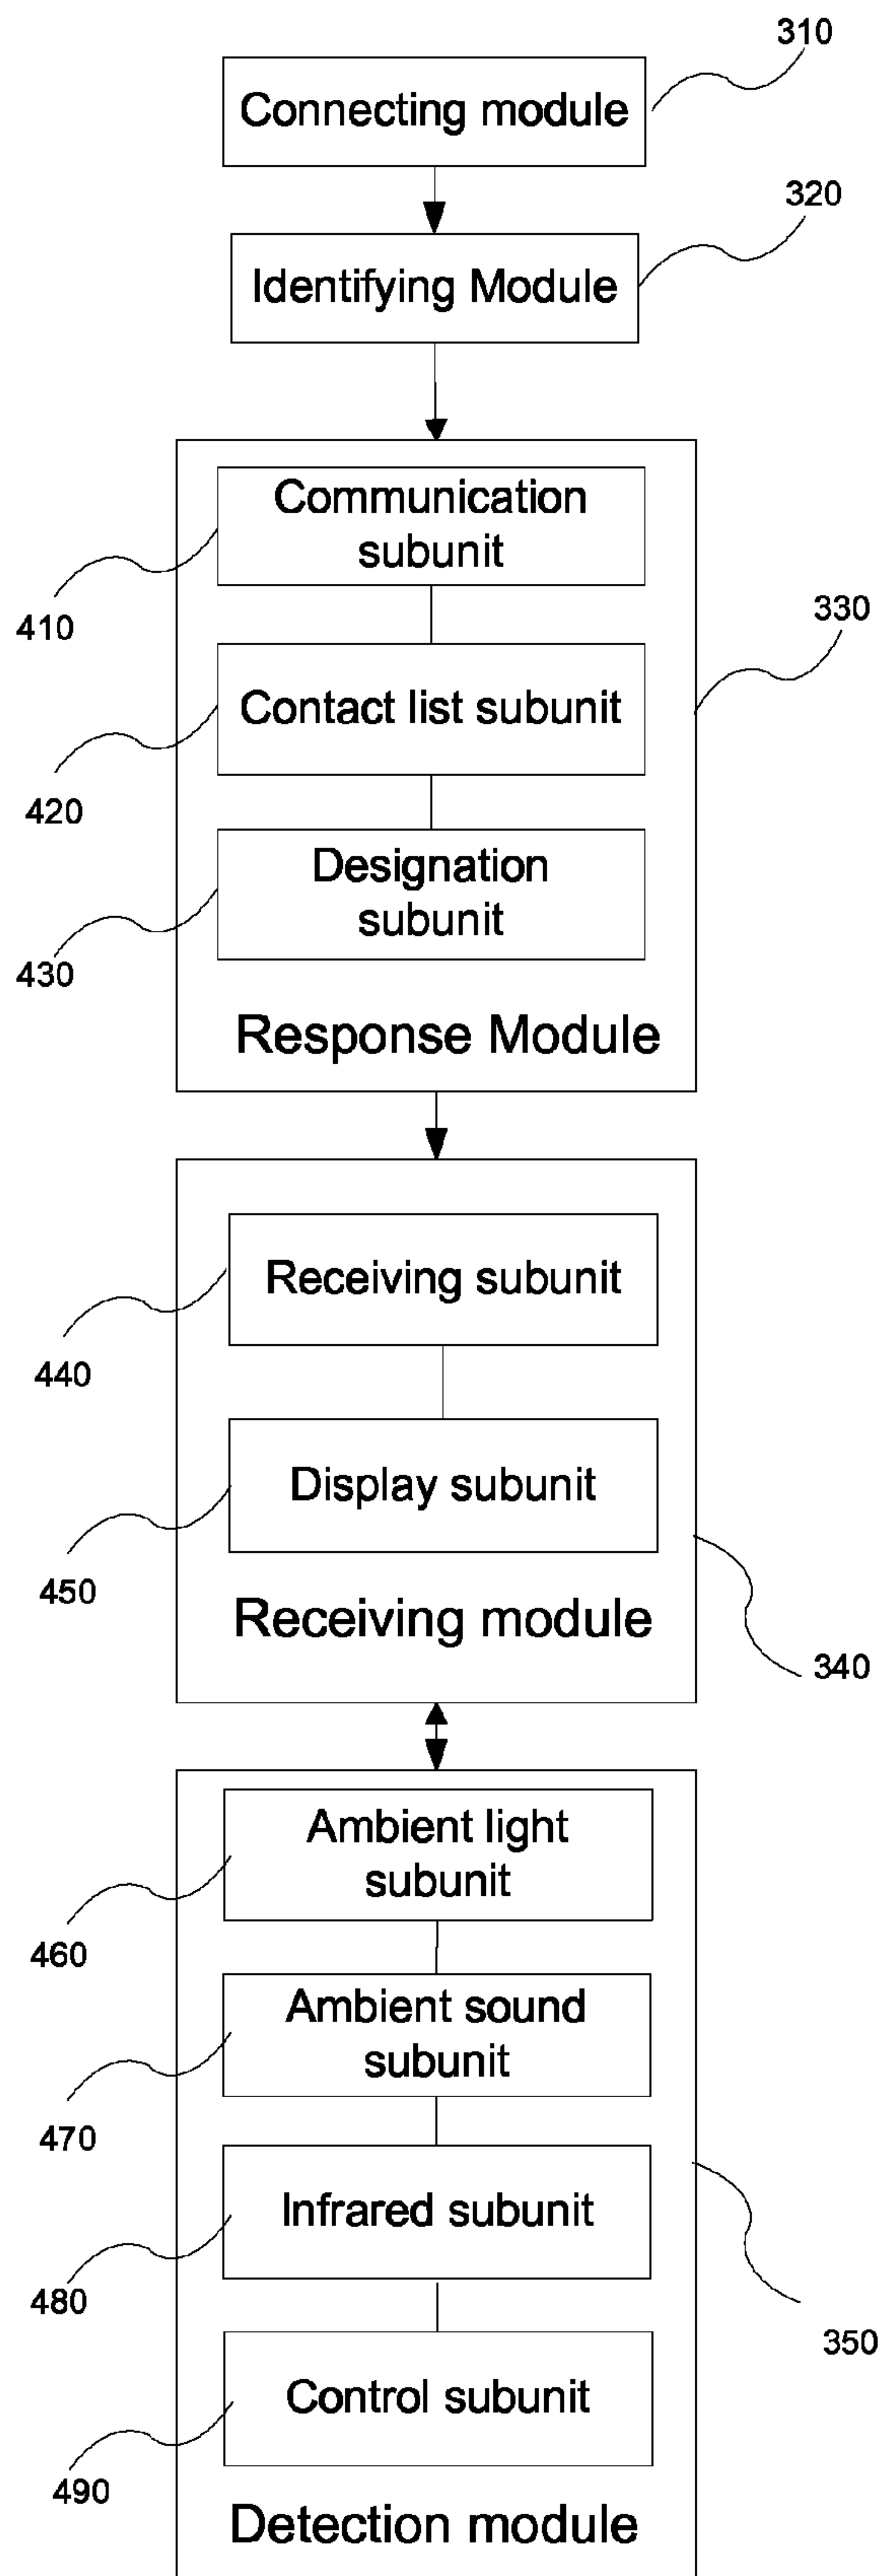 310
Connecting module
320
Identifying Module
Communication
subunit
410
330
Contact list subunit
420
Designation
subunit
430
Response Module
Receiving subunit
440
Display subunit
450
Receiving module
340
Ambient light
subunit
460
Ambient sound
subunit
470
Infrared subunit
480
350
Control subunit
490
Detection module